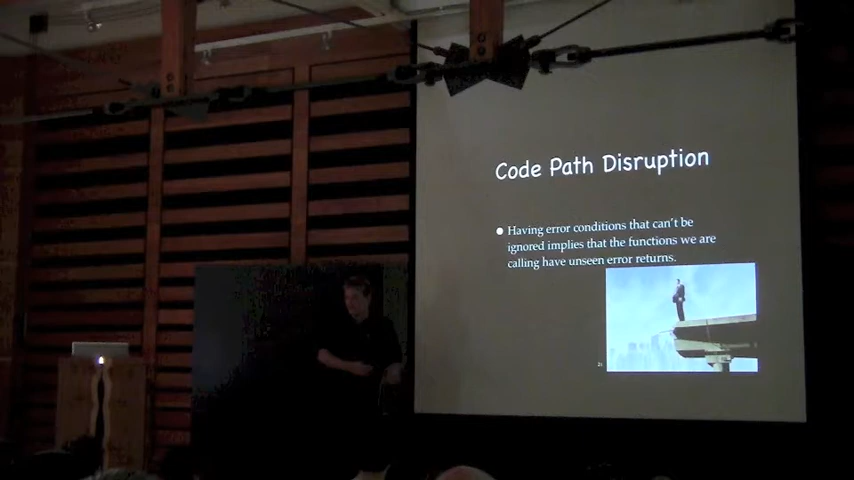 Code Path Disruption
Having error conditions that can't be
ignored implies that the functions we are
calling have unseen error returns.